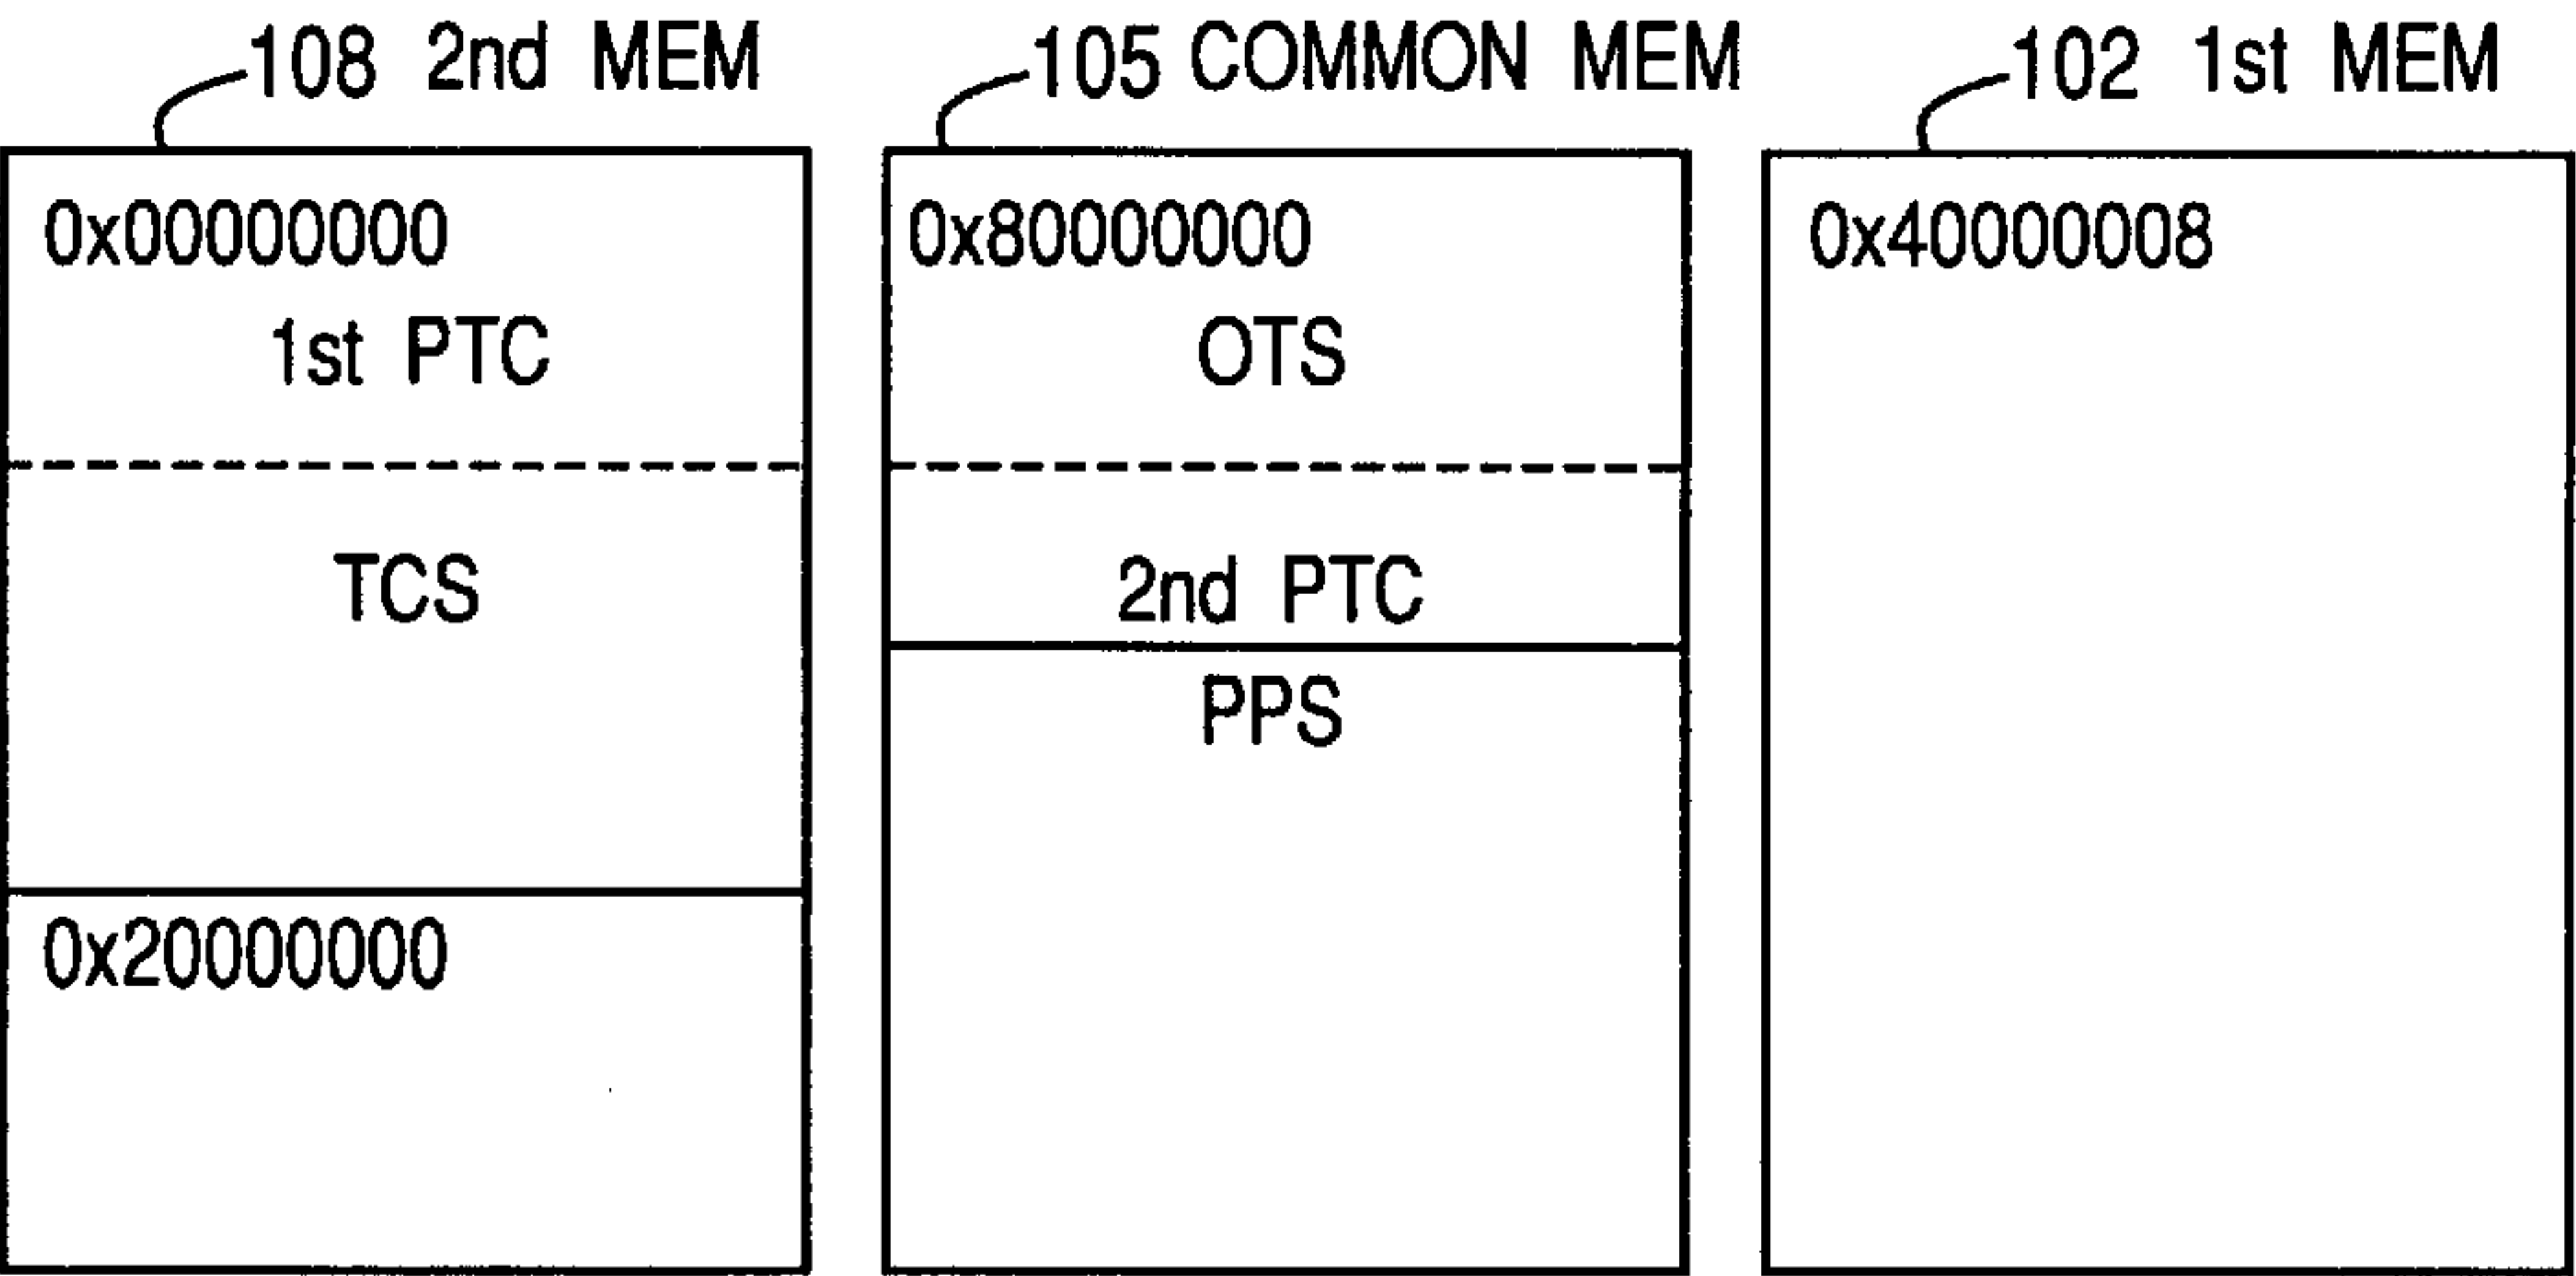 108 2nd MEM
0x00000000
1st PTC
TCS
0x20000000
105 COMMON MEM
0x80000000
OTS
2nd PTC
PPS
102 1st MEM
0x40000008